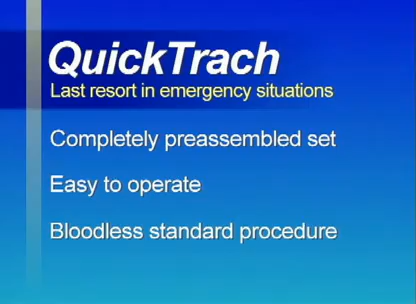 QuickTrach
Last resort in emergency situations
Completely preassembled set
Easy to operate
Bloodless standard procedure